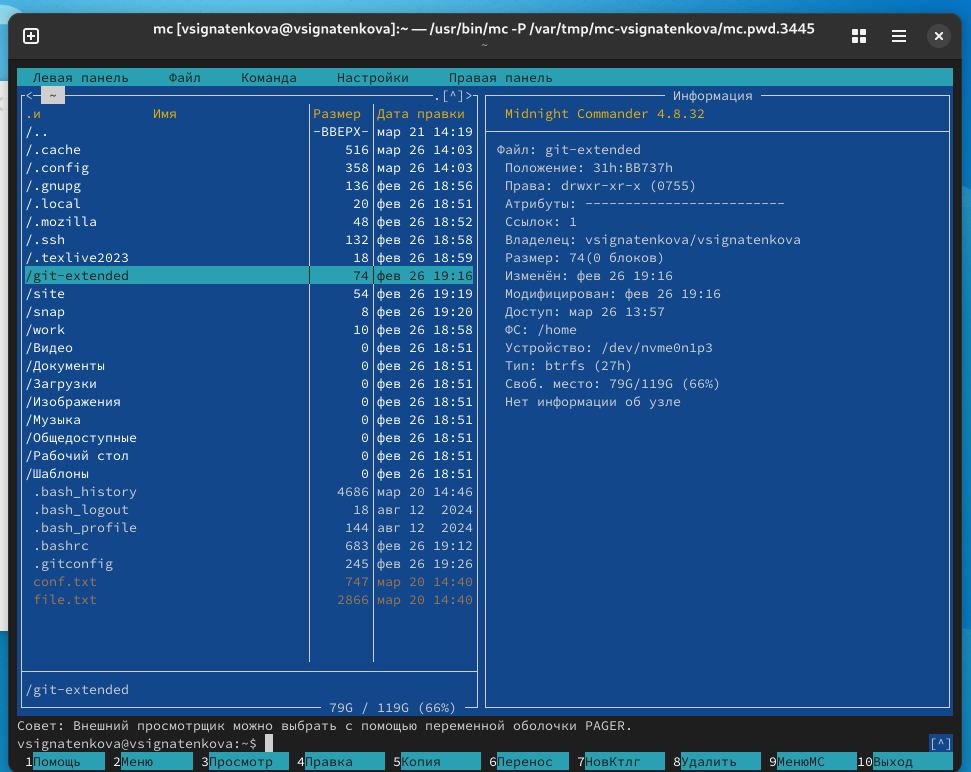 mc [vsignatenkova@vsignatenkova]:~ — /usr/bin/mc -P /var/tmp/mc-vsignatenkova/mc.pwd.3445
~
Левая панель Файл Команда Настройки Правая панель
<— ~ .[^]>
.и Имя Размер Дата правки
/.. -ВВЕРХ- мар 21 14:19
/.cache 516 мар 26 14:03
/.config 358 мар 26 14:03
/.gnupg 136 фев 26 18:56
/.local 20 фев 26 18:51
/.mozilla 48 фев 26 18:52
/.ssh 132 фев 26 18:58
/.texlive2023 18 фев 26 18:59
/git-extended 74 фев 26 19:16
/site 54 фев 26 19:19
/snap 8 фев 26 19:20
/work 10 фев 26 18:58
/Видео 0 фев 26 18:51
/Документы 0 фев 26 18:51
/Загрузки 0 фев 26 18:51
/Изображения 0 фев 26 18:51
/Музыка 0 фев 26 18:51
/Общедоступные 0 фев 26 18:51
/Рабочий стол 0 фев 26 18:51
/Шаблоны 0 фев 26 18:51
.bash_history 4686 мар 20 14:46
.bash_logout 18 авг 12 2024
.bash_profile 144 авг 12 2024
.bashrc 683 фев 26 19:12
.gitconfig 245 фев 26 19:26
conf.txt 747 мар 20 14:40
file.txt 2866 мар 20 14:40
/git-extended
79G / 119G (66%)
Информация
Midnight Commander 4.8.32
Файл: git-extended
Положение: 31h:BB737h
Права: drwxr-xr-x (0755)
Атрибуты: -------------------------
Ссылок: 1
Владелец: vsignatenkova/vsignatenkova
Размер: 74(0 блоков)
Изменён: фев 26 19:16
Модифицирован: фев 26 19:16
Доступ: мар 26 13:57
ФС: /home
Устройство: /dev/nvme0n1p3
Тип: btrfs (27h)
Своб. место: 79G/119G (66%)
Нет информации об узле
Совет: Внешний просмотрщик можно выбрать с помощью переменной оболочки PAGER.
vsignatenkova@vsignatenkova:~$ [^]
1Помощь 2Меню 3Просмотр 4Правка 5Копия 6Перенос 7НовКтлг 8Удалить 9МенюMC 10Выход